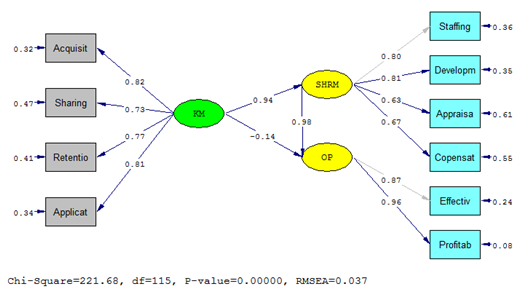 Staffing
0.36
0.32
Acquisit
0.80
0.82
Developm
0.35
SHRM
0.81
0.47
Sharing
0.73
0.94
0.63
KM
Appraisa
0.61
0.67
0.98
0.77
-0.14
0.41
Retentio
OP
Copensat
0.55
0.81
0.87
0.34
Applicat
0.96
Effectiv
0.24
Profitab
0.08
Chi-Square=221.68, df=115, P-value=0.00000, RMSEA=0.037